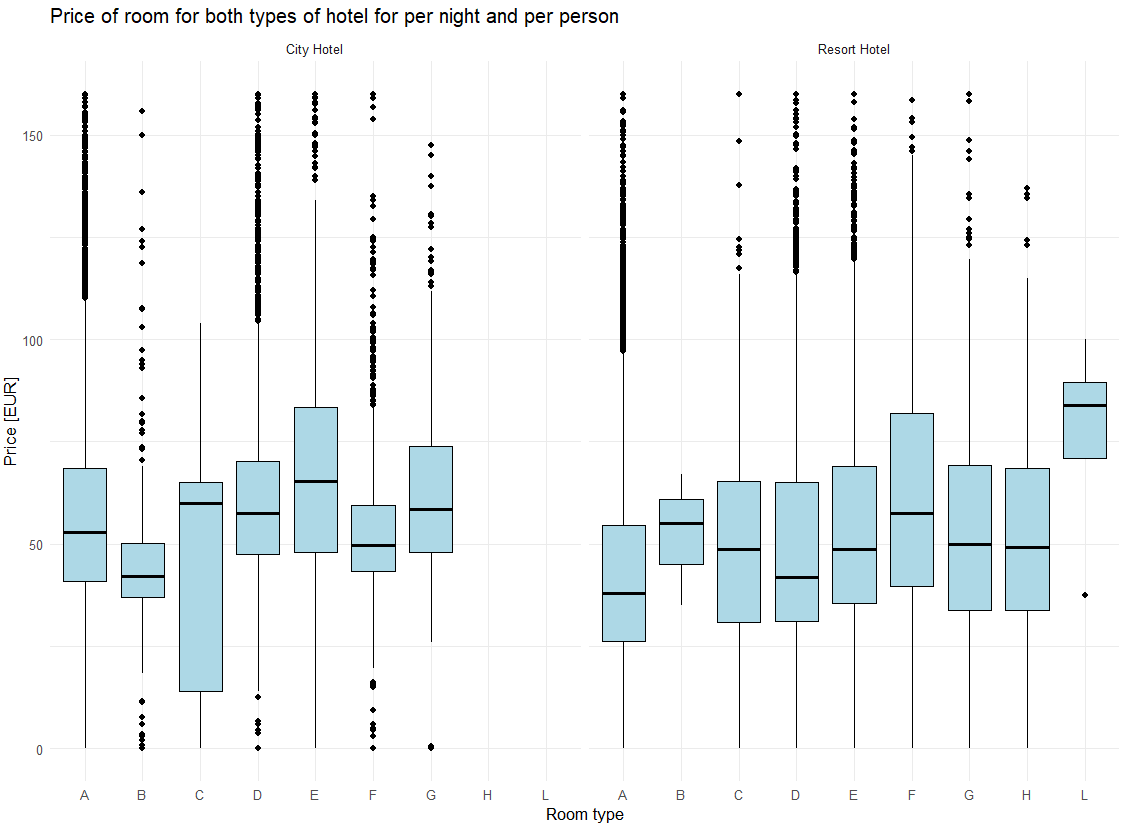 Price of room for both types of hotel for per night and per person
City Hotel
Resort Hotel
Price [EUR]
150
100
50
0
A B C D E F G H L
A B C D E F G H L
Room type